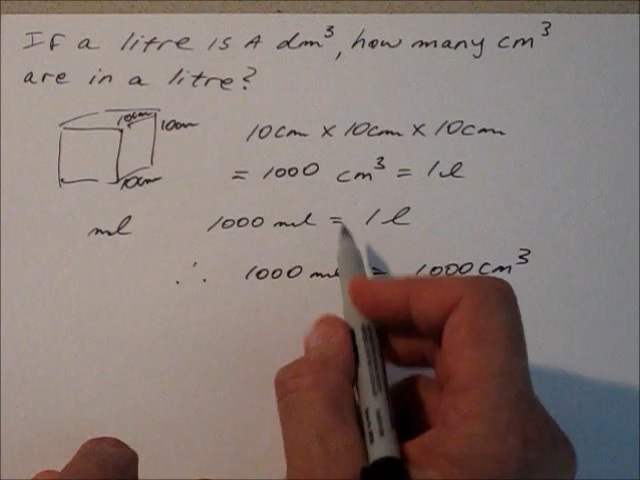 If a litre is A dm³, how many cm³
are in a litre?
10cm
10cm
10cm
10cm x 10cm x 10cm
= 1000 cm³ = 1l
ml 1000 ml = 1l
∴ 1000 ml = 1000 cm³